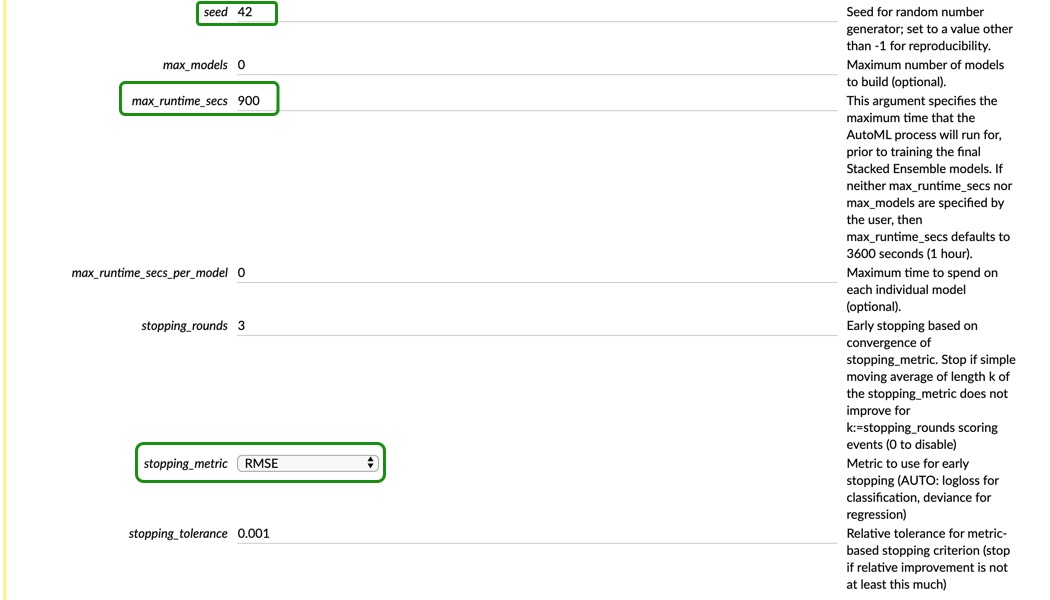 seed 42 Seed for random number
generator; set to a value other
than -1 for reproducibility.
max_models 0 Maximum number of models
to build (optional).
max_runtime_secs 900 This argument specifies the
maximum time that the
AutoML process will run for,
prior to training the final
Stacked Ensemble models. If
neither max_runtime_secs nor
max_models are specified by
the user, then
max_runtime_secs defaults to
3600 seconds (1 hour).
max_runtime_secs_per_model 0 Maximum time to spend on
each individual model
(optional).
stopping_rounds 3 Early stopping based on
convergence of
stopping_metric. Stop if simple
moving average of length k of
the stopping_metric does not
improve for
k:=stopping_rounds scoring
events (0 to disable)
stopping_metric RMSE Metric to use for early
stopping (AUTO: logloss for
classification, deviance for
regression)
stopping_tolerance 0.001 Relative tolerance for metric-
based stopping criterion (stop
if relative improvement is not
at least this much)